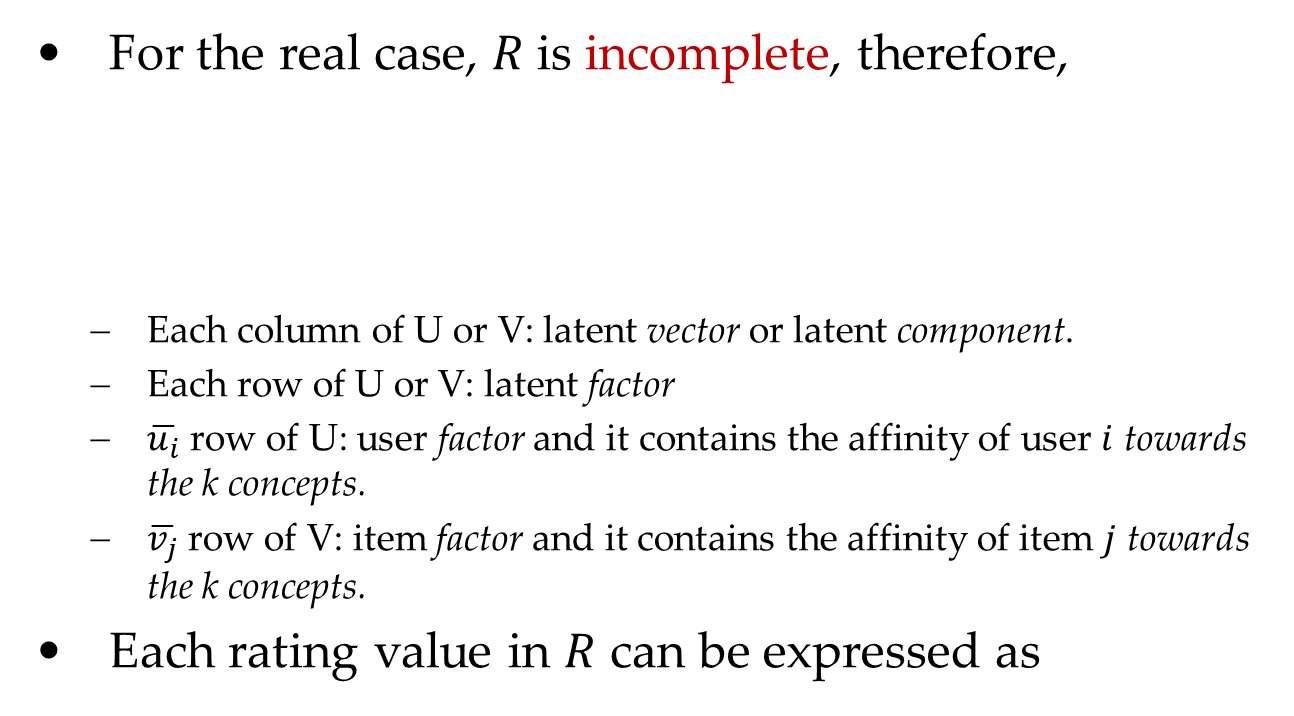 • For the real case, R is incomplete, therefore,
– Each column of U or V: latent vector or latent component.
– Each row of U or V: latent factor
– u̅ᵢ row of U: user factor and it contains the affinity of user i towards
the k concepts.
– v̅ⱼ row of V: item factor and it contains the affinity of item j towards
the k concepts.
• Each rating value in R can be expressed as